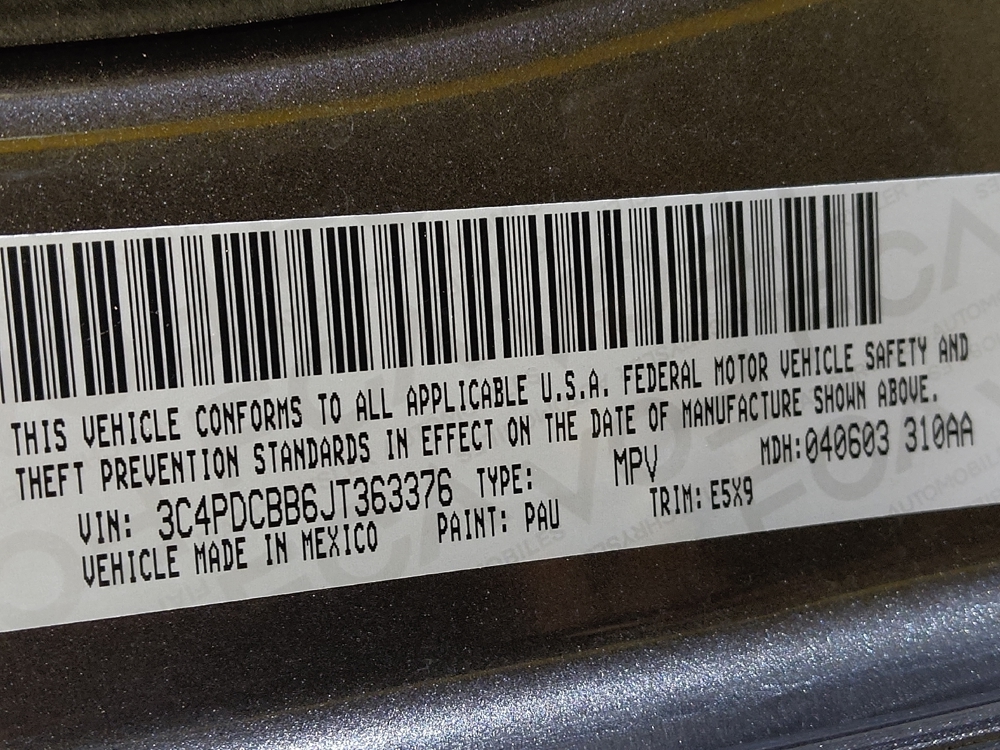 THIS VEHICLE CONFORMS TO ALL APPLICABLE U.S.A. FEDERAL MOTOR VEHICLE SAFETY AND
THEFT PREVENTION STANDARDS IN EFFECT ON THE DATE OF MANUFACTURE SHOWN ABOVE.
VIN: 3C4PDCBB6JT363376 TYPE: MPV MDH:040603 310AA
VEHICLE MADE IN MEXICO PAINT: PAU TRIM: E5X9